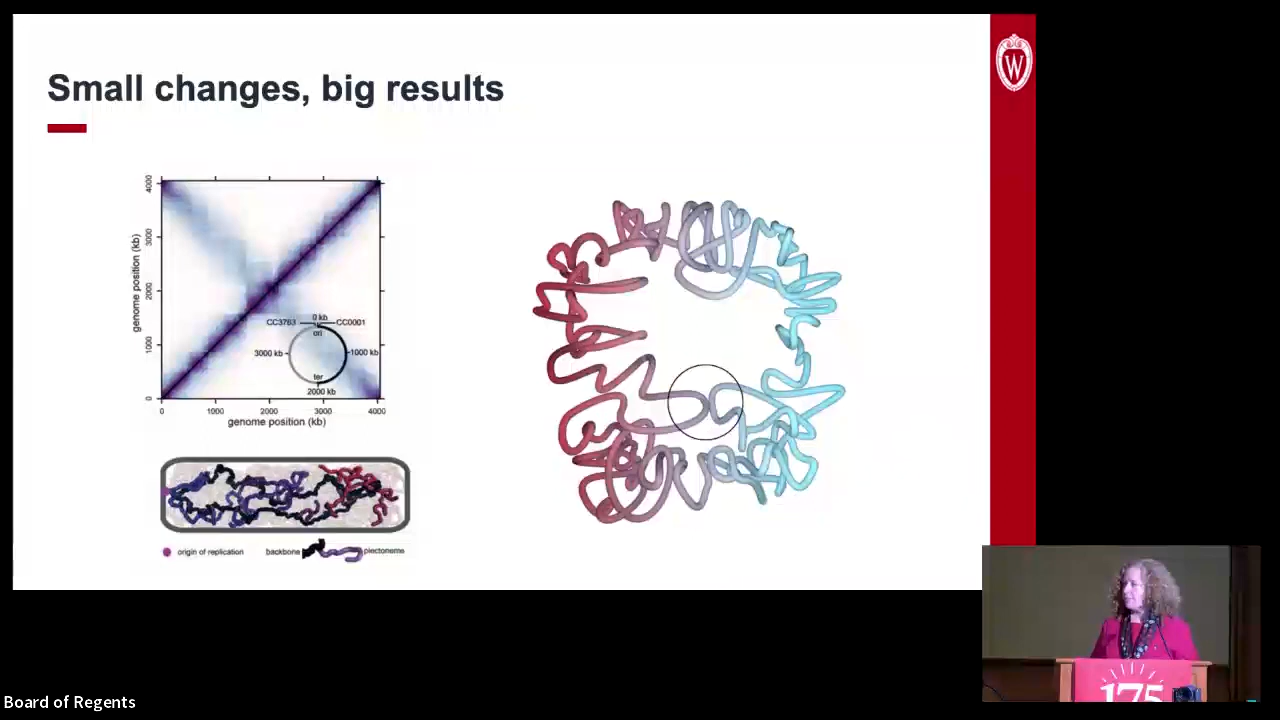 Small changes, big results
W
4000
3000
2000
1000
0
genome position (kb)
0 1000 2000 3000 4000
genome position (kb)
0 kb
CC3763 CC0001
ori
3000 kb 1000 kb
ter
2000 kb
origin of replication backbone plectoneme
175
Board of Regents